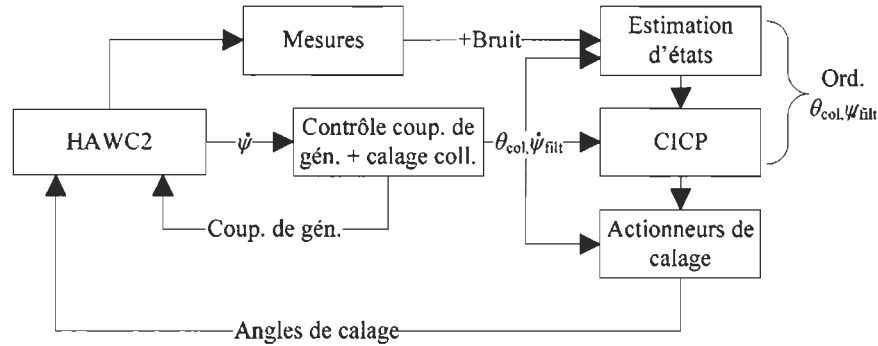 Mesures
+Bruit
Estimation
d'états
Ord.
θcol,ψfilt
HAWC2
ψ̇
Contrôle coup. de
gén. + calage coll.
θcol,ψ̇filt
CICP
Coup. de gén.
Actionneurs de
calage
Angles de calage